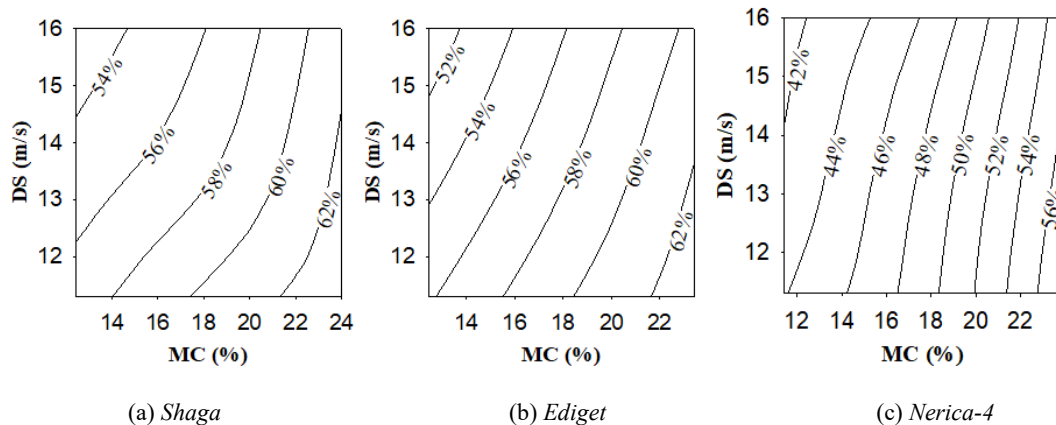 16
15
14
13
12
DS (m/s)
54%
56%
58%
60%
62%
14 16 18 20 22 24
MC (%)
(a) Shaga
16
15
14
13
12
DS (m/s)
52%
54%
56%
58%
60%
62%
14 16 18 20 22
MC (%)
(b) Ediget
16
15
14
13
12
DS (m/s)
42%
44%
46%
48%
50%
52%
54%
56%
12 14 16 18 20 22
MC (%)
(c) Nerica-4